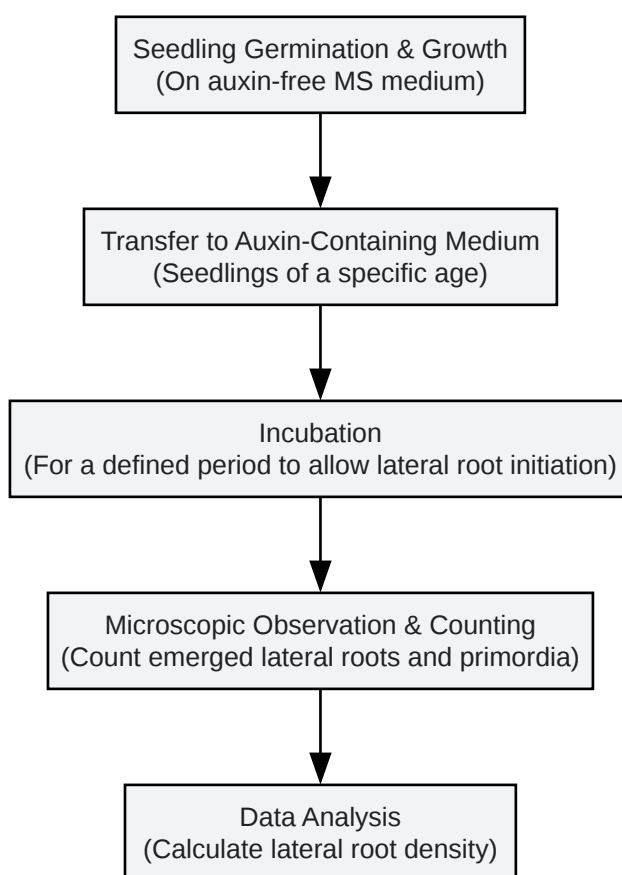 Seedling Germination & Growth
(On auxin-free MS medium)
Transfer to Auxin-Containing Medium
(Seedlings of a specific age)
Incubation
(For a defined period to allow lateral root initiation)
Microscopic Observation & Counting
(Count emerged lateral roots and primordia)
Data Analysis
(Calculate lateral root density)